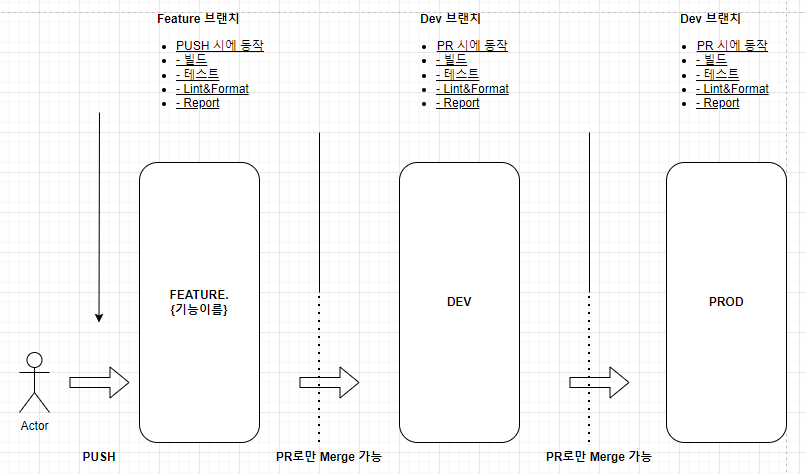 Feature 브랜치
PUSH 시에 동작
- 빌드
- 테스트
- Lint&Format
- Report
Dev 브랜치
PR 시에 동작
- 빌드
- 테스트
- Lint&Format
- Report
Dev 브랜치
PR 시에 동작
- 빌드
- 테스트
- Lint&Format
- Report
FEATURE.
{기능이름}
DEV
PROD
Actor
PUSH
PR로만 Merge 가능
PR로만 Merge 가능